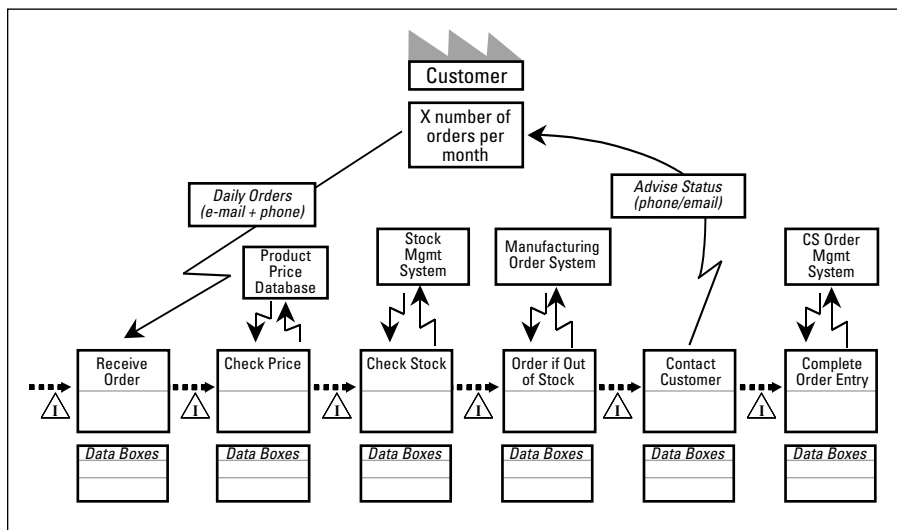 Customer
X number of
orders per
month
Daily Orders
(e-mail + phone)
Advise Status
(phone/email)
Product
Price
Database
Stock
Mgmt
System
Manufacturing
Order System
CS Order
Mgmt
System
Receive
Order
Check Price
Check Stock
Order if Out
of Stock
Contact
Customer
Complete
Order Entry
I
I
I
I
I
I
Data Boxes
Data Boxes
Data Boxes
Data Boxes
Data Boxes
Data Boxes